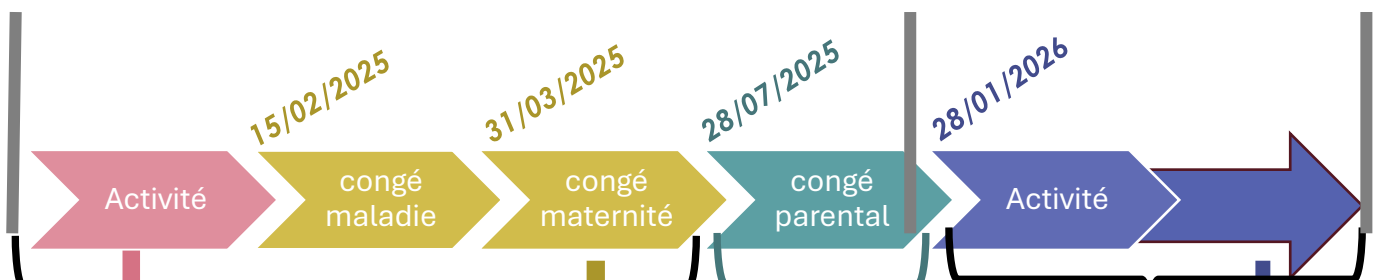 15/02/2025
31/03/2025
28/07/2025
28/01/2026
Activité
congé
maladie
congé
maternité
congé
parental
Activité